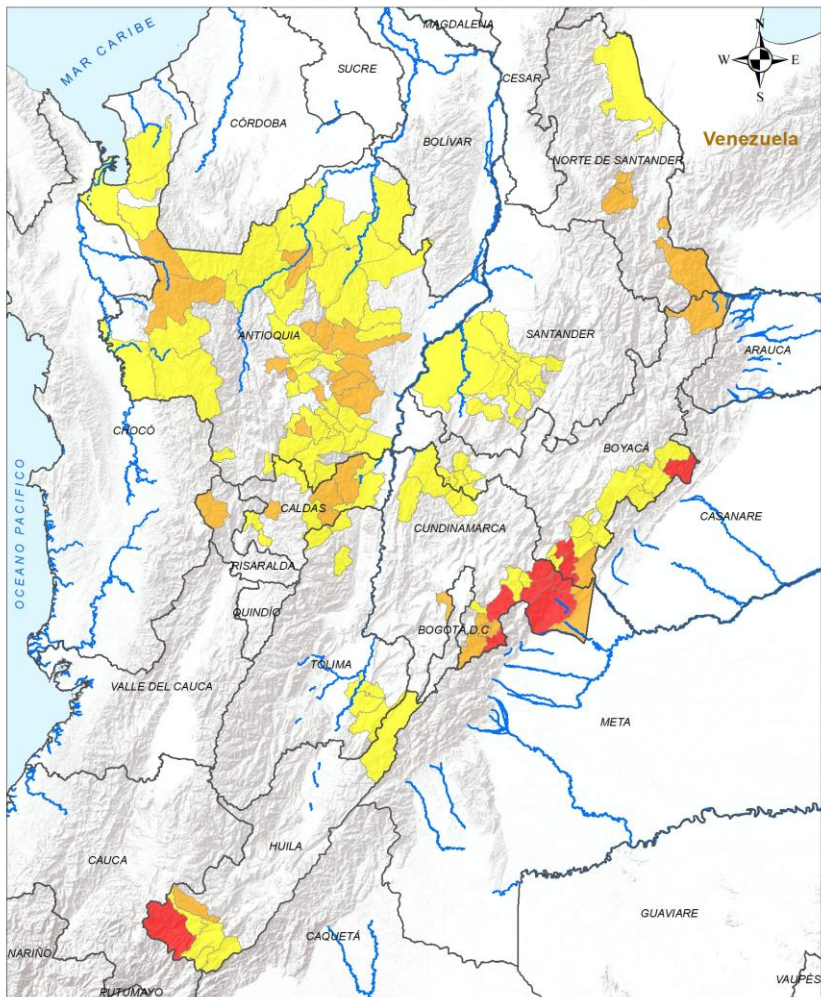 MAGDALENA
N
MAR CARIBE
SUCRE
CESAR
W E
S
CÓRDOBA
BOLÍVAR
Venezuela
NORTE DE SANTANDER
ANTIOQUIA
SANTANDER
ARAUCA
CHOCÓ
BOYACÁ
OCEANO PACIFICO
CALDAS
CUNDINAMARCA
CASANARE
RISARALDA
QUINDÍO
BOGOTÁ, D.C
TOLIMA
VALLE DEL CAUCA
META
HUILA
CAUCA
GUAVIARE
CAQUETÁ
NARIÑO
PUTUMAYO
VAUPÉS